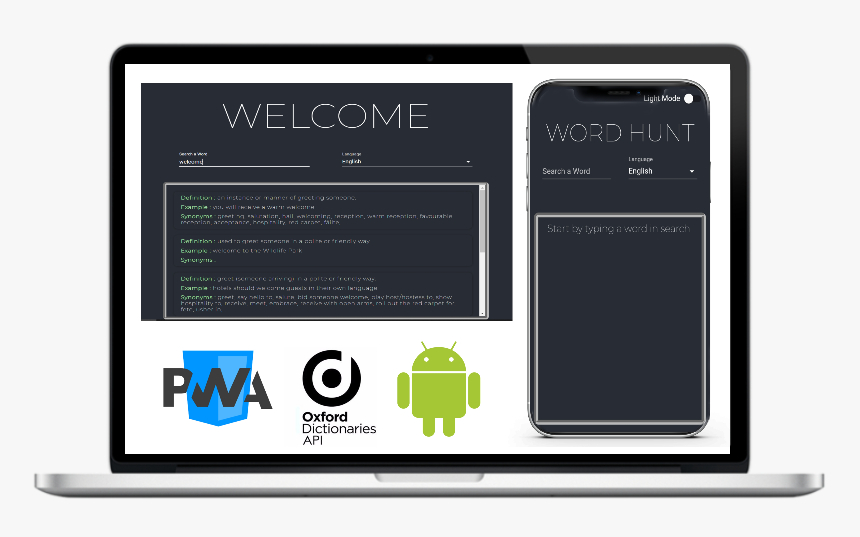 WELCOME
Search a Word
Language
welcome
English
Definition : an instance or manner of greeting someone.
Example : you will receive a warm welcome
Synonyms : greeting, salutation, hail, welcoming, reception, warm reception, favourable
reception, acceptance, hospitality, red carpet, fáilte,
Definition : used to greet someone in a polite or friendly way
Example : welcome to the Wildlife Park
Synonyms :
Definition : greet (someone arriving) in a polite or friendly way.
Example : hotels should welcome guests in their own language
Synonyms : greet, say hello to, salute, bid someone welcome, play host/hostess to, show
hospitality to, receive, meet, embrace, receive with open arms, roll out the red carpet for
fete, usher in
Light Mode
WORD HUNT
Language
Search a Word
English
Start by typing a word in search
PWA
Oxford
Dictionaries
API